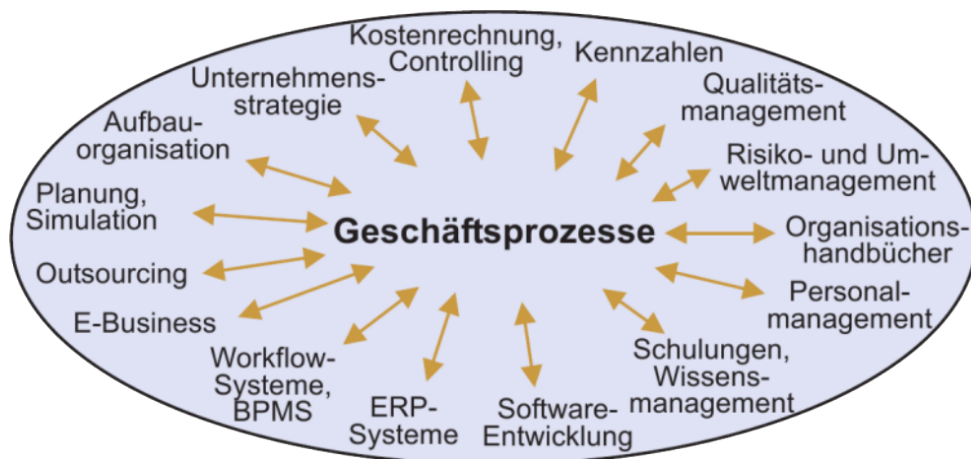 Kostenrechnung,
Controlling
Kennzahlen
Unternehmens-
strategie
Qualitäts-
management
Aufbau-
organisation
Risiko- und Um-
weltmanagement
Planung,
Simulation
Geschäftsprozesse
Organisations-
handbücher
Outsourcing
Personal-
management
E-Business
Workflow-
Systeme,
BPMS
ERP-
Systeme
Software-
Entwicklung
Schulungen,
Wissens-
management